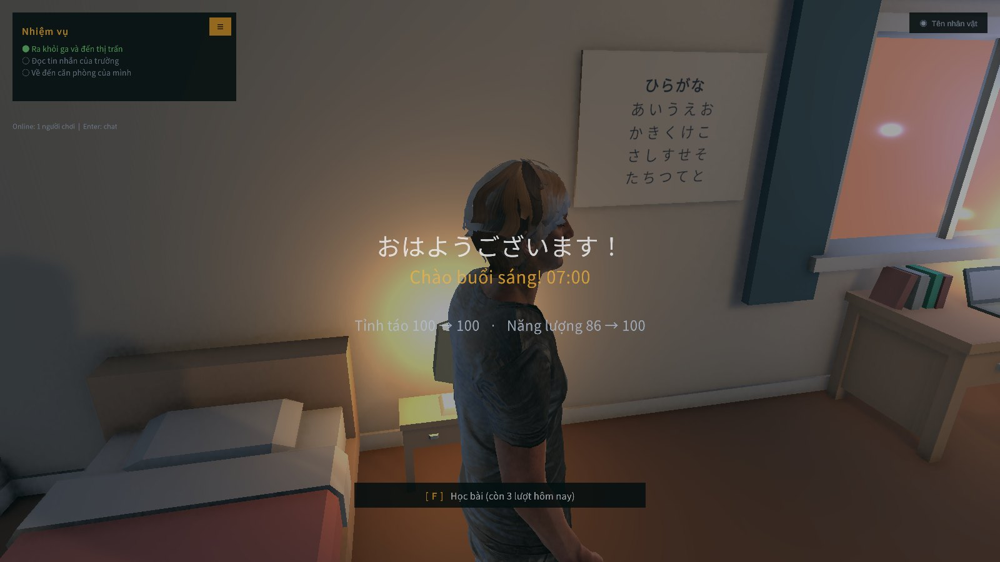 Nhiệm vụ
Ra khỏi ga và đến thị trấn
Đọc tin nhắn của trường
Về đến căn phòng của mình
Online: 1 người chơi | Enter: chat
Tên nhân vật
ひらがな
あいうえお
かきくけこ
さしすせそ
たちつてと
おはようございます！
Chào buổi sáng! 07:00
Tỉnh táo 100 → 100 · Năng lượng 86 → 100
[ F ] Học bài (còn 3 lượt hôm nay)